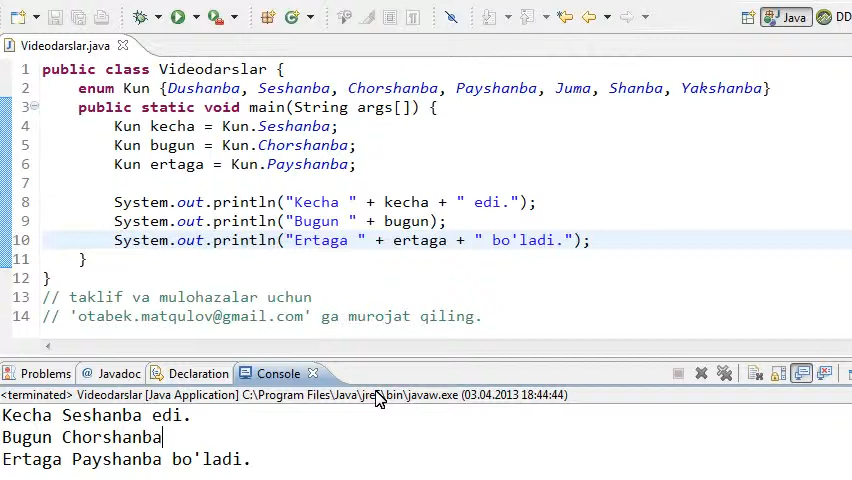 Java
DD
Videodarslar.java
1 public class Videodarslar {
2 enum Kun {Dushanba, Seshanba, Chorshanba, Payshanba, Juma, Shanba, Yakshanba}
3 public static void main(String args[]) {
4 Kun kecha = Kun.Seshanba;
5 Kun bugun = Kun.Chorshanba;
6 Kun ertaga = Kun.Payshanba;
7
8 System.out.println("Kecha " + kecha + " edi.");
9 System.out.println("Bugun " + bugun);
10 System.out.println("Ertaga " + ertaga + " bo'ladi.");
11 }
12 }
13 // taklif va mulohazalar uchun
14 // 'otabek.matqulov@gmail.com' ga murojat qiling.
Problems @ Javadoc Declaration Console
<terminated> Videodarslar [Java Application] C:\Program Files\Java\jre\bin\javaw.exe (03.04.2013 18:44:44)
Kecha Seshanba edi.
Bugun Chorshanba
Ertaga Payshanba bo'ladi.